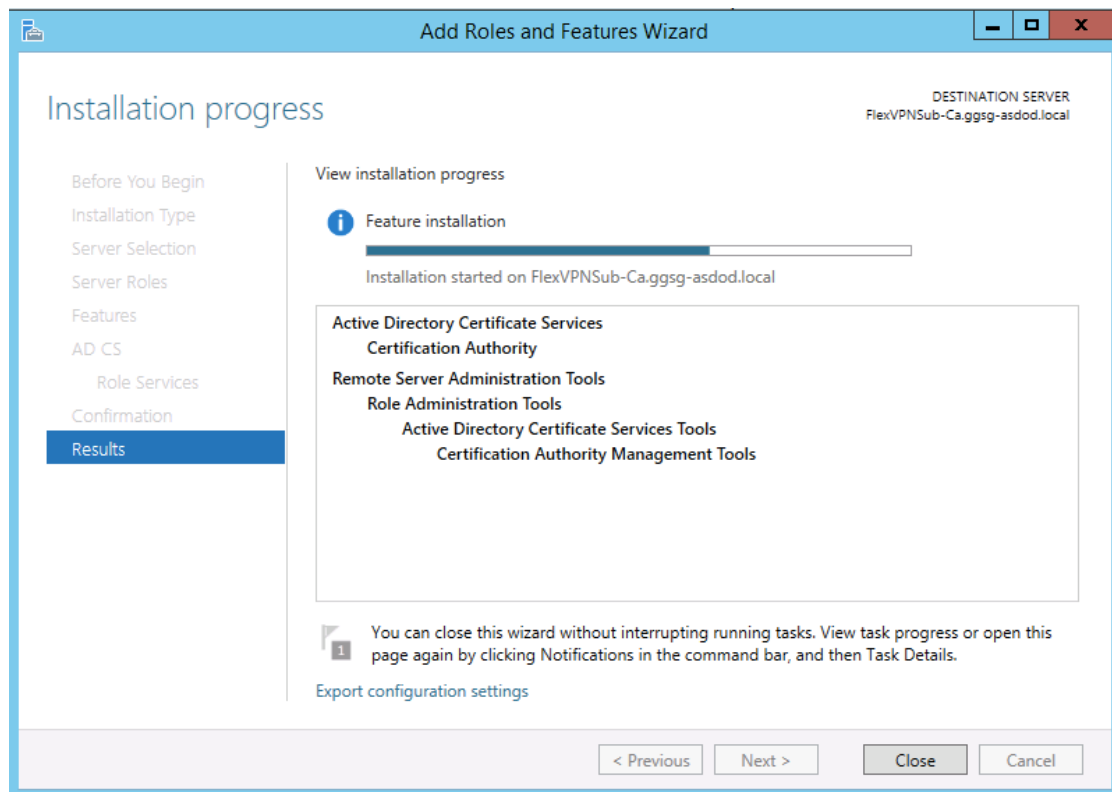 Add Roles and Features Wizard
Installation progress
DESTINATION SERVER
FlexVPNSub-Ca.ggsg-asdod.local
Before You Begin
Installation Type
Server Selection
Server Roles
Features
AD CS
Role Services
Confirmation
Results
View installation progress
Feature installation
Installation started on FlexVPNSub-Ca.ggsg-asdod.local
Active Directory Certificate Services
Certification Authority
Remote Server Administration Tools
Role Administration Tools
Active Directory Certificate Services Tools
Certification Authority Management Tools
1
You can close this wizard without interrupting running tasks. View task progress or open this
page again by clicking Notifications in the command bar, and then Task Details.
Export configuration settings
< Previous
Next >
Close
Cancel